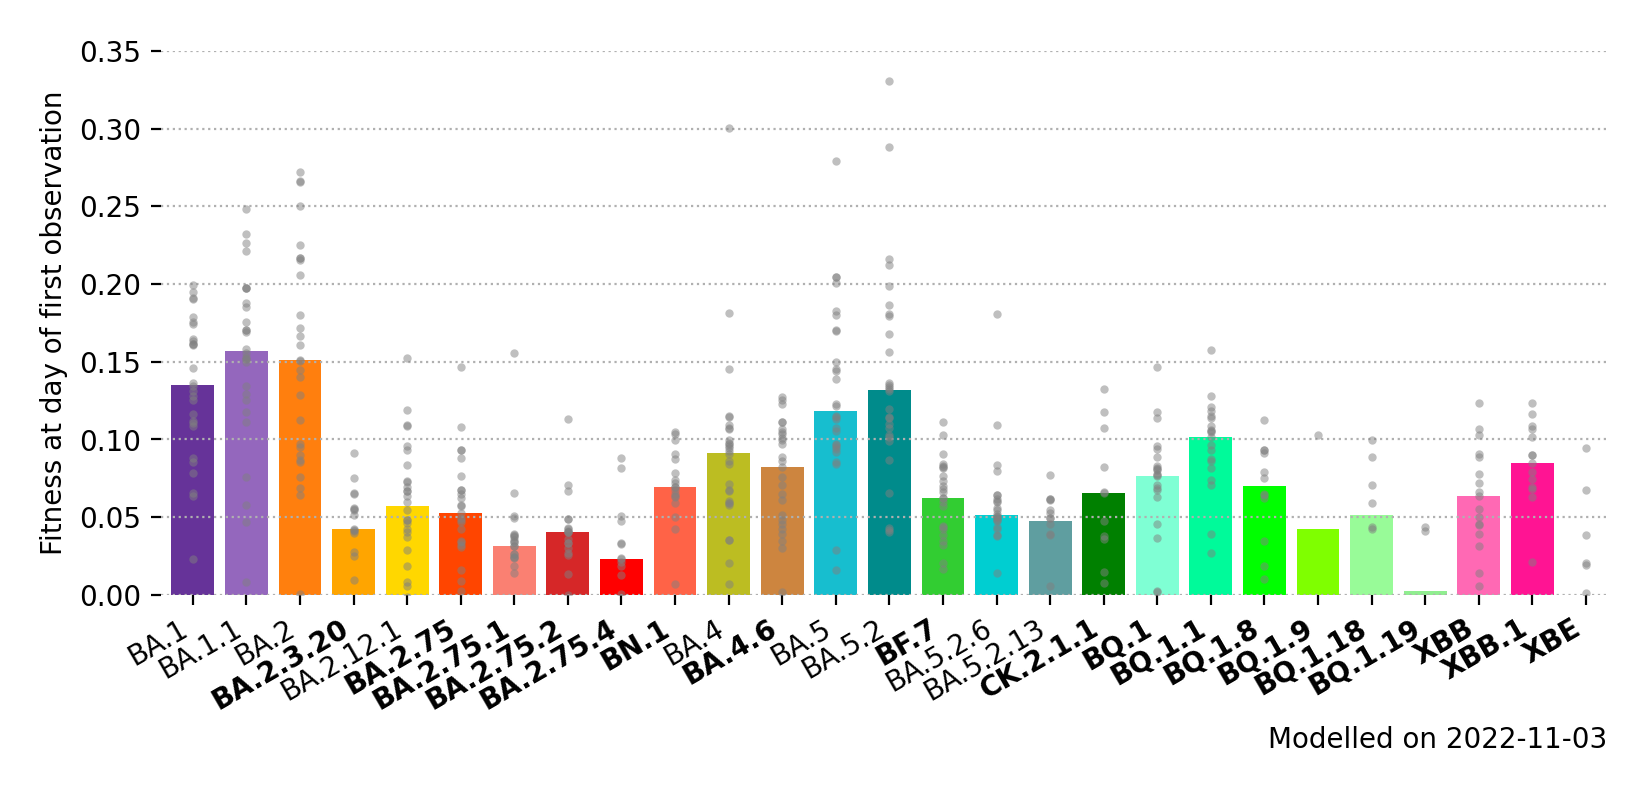 Fitness at day of first observation
0.35
0.30
0.25
0.20
0.15
0.10
0.05
0.00
BA.1
BA.1.1
BA.2
BA.2.3.20
BA.2.12.1
BA.2.75
BA.2.75.1
BA.2.75.2
BA.2.75.4
BN.1
BA.4
BA.4.6
BA.5
BA.5.2
BF.7
BA.5.2.6
BA.5.2.13
CK.2.1.1
BQ.1
BQ.1.1
BQ.1.8
BQ.1.9
BQ.1.18
BQ.1.19
XBB
XBB.1
XBE
Modelled on 2022-11-03